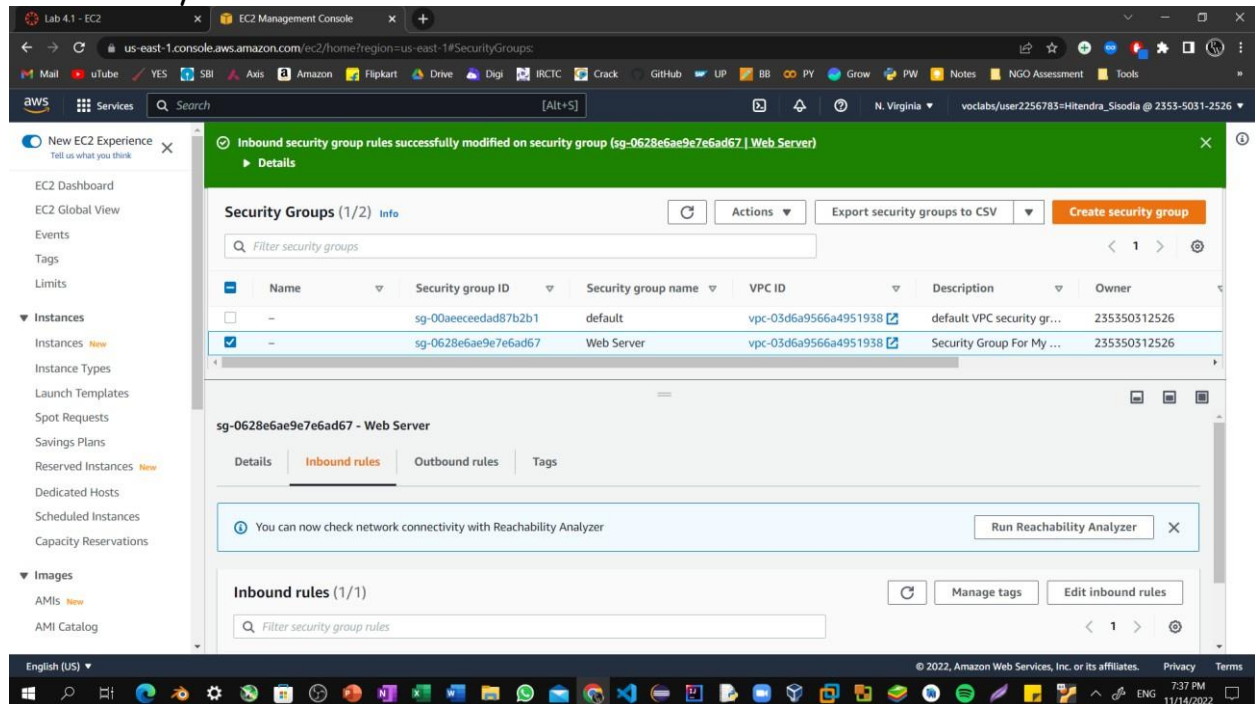 Lab 4.1 - EC2
EC2 Management Console
us-east-1.console.aws.amazon.com/ec2/home?region=us-east-1#SecurityGroups:
Mail uTube YES SBI Axis Amazon Flipkart Drive Digi IRCTC Crack GitHub UP BB PY Grow PW Notes NGO Assessment Tools »
aws Services Search [Alt+S] N. Virginia ▼ voclabs/user2256783=Hitendra_Sisodia @ 2353-5031-2526 ▼
New EC2 Experience
Tell us what you think
EC2 Dashboard
EC2 Global View
Events
Tags
Limits
Instances
Instances New
Instance Types
Launch Templates
Spot Requests
Savings Plans
Reserved Instances New
Dedicated Hosts
Scheduled Instances
Capacity Reservations
Images
AMIs New
AMI Catalog
Inbound security group rules successfully modified on security group (sg-0628e6ae9e7e6ad67 | Web Server)
Details
Security Groups (1/2) Info
Actions ▼ Export security groups to CSV ▼ Create security group
Filter security groups
< 1 >
Name Security group ID Security group name VPC ID Description Owner
– sg-00aeeceedad87b2b1 default vpc-03d6a9566a4951938 default VPC security gr... 235350312526
– sg-0628e6ae9e7e6ad67 Web Server vpc-03d6a9566a4951938 Security Group For My ... 235350312526
sg-0628e6ae9e7e6ad67 - Web Server
Details Inbound rules Outbound rules Tags
You can now check network connectivity with Reachability Analyzer
Run Reachability Analyzer
Inbound rules (1/1)
Manage tags Edit inbound rules
Filter security group rules
< 1 >
English (US) ▼
© 2022, Amazon Web Services, Inc. or its affiliates. Privacy Terms
ENG 7:37 PM
11/14/2022